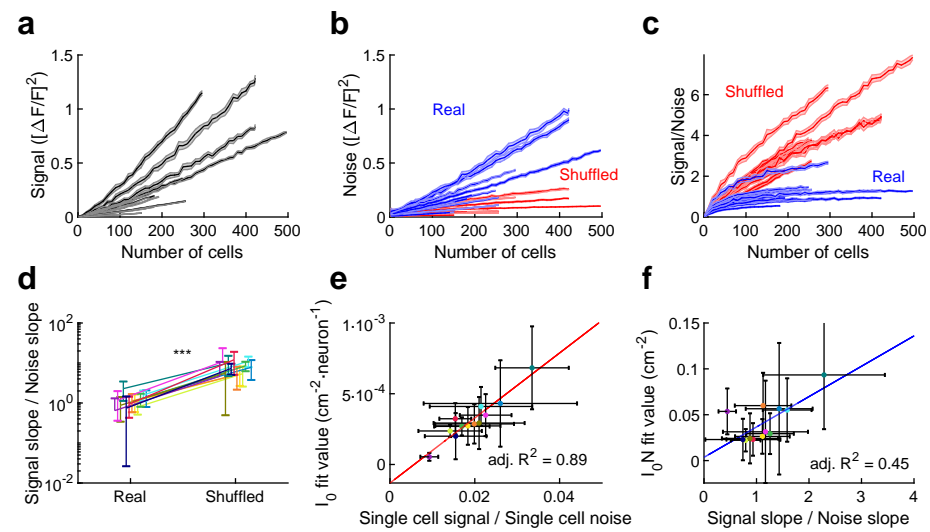 a
Signal ([ΔF/F]²)
1.5
1
0.5
0
0 100 200 300 400 500
Number of cells
b
Noise ([ΔF/F]²)
1.5
1
0.5
0
Real
Shuffled
0 100 200 300 400 500
Number of cells
c
Signal/Noise
6
4
2
0
Shuffled
Real
0 100 200 300 400 500
Number of cells
d
Signal slope / Noise slope
10²
10⁰
10⁻²
***
Real Shuffled
e
I₀ fit value (cm⁻²·neuron⁻¹)
1·10⁻³
5·10⁻⁴
0
adj. R² = 0.89
0 0.02 0.04
Single cell signal / Single cell noise
f
I₀N fit value (cm⁻²)
0.15
0.10
0.05
0
adj. R² = 0.45
0 1 2 3 4
Signal slope / Noise slope